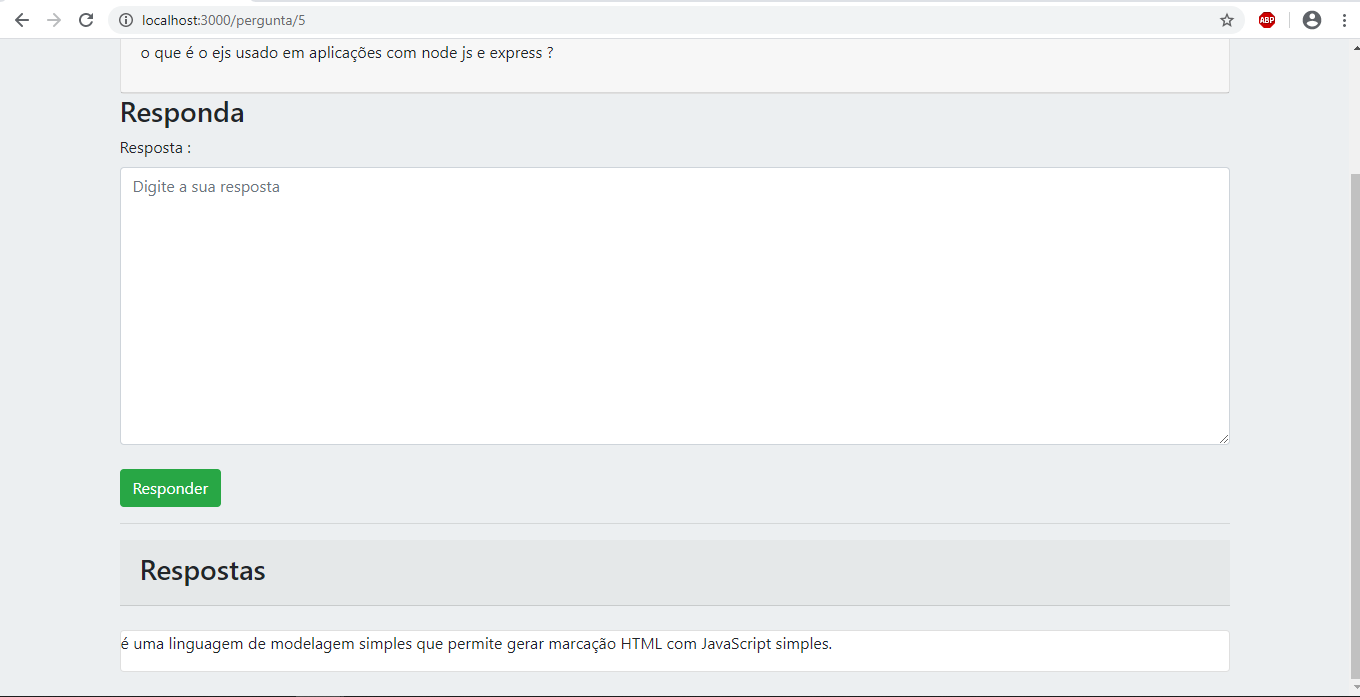 localhost:3000/pergunta/5
ABP
o que é o ejs usado em aplicações com node js e express ?
Responda
Resposta :
Digite a sua resposta
Responder
Respostas
é uma linguagem de modelagem simples que permite gerar marcação HTML com JavaScript simples.